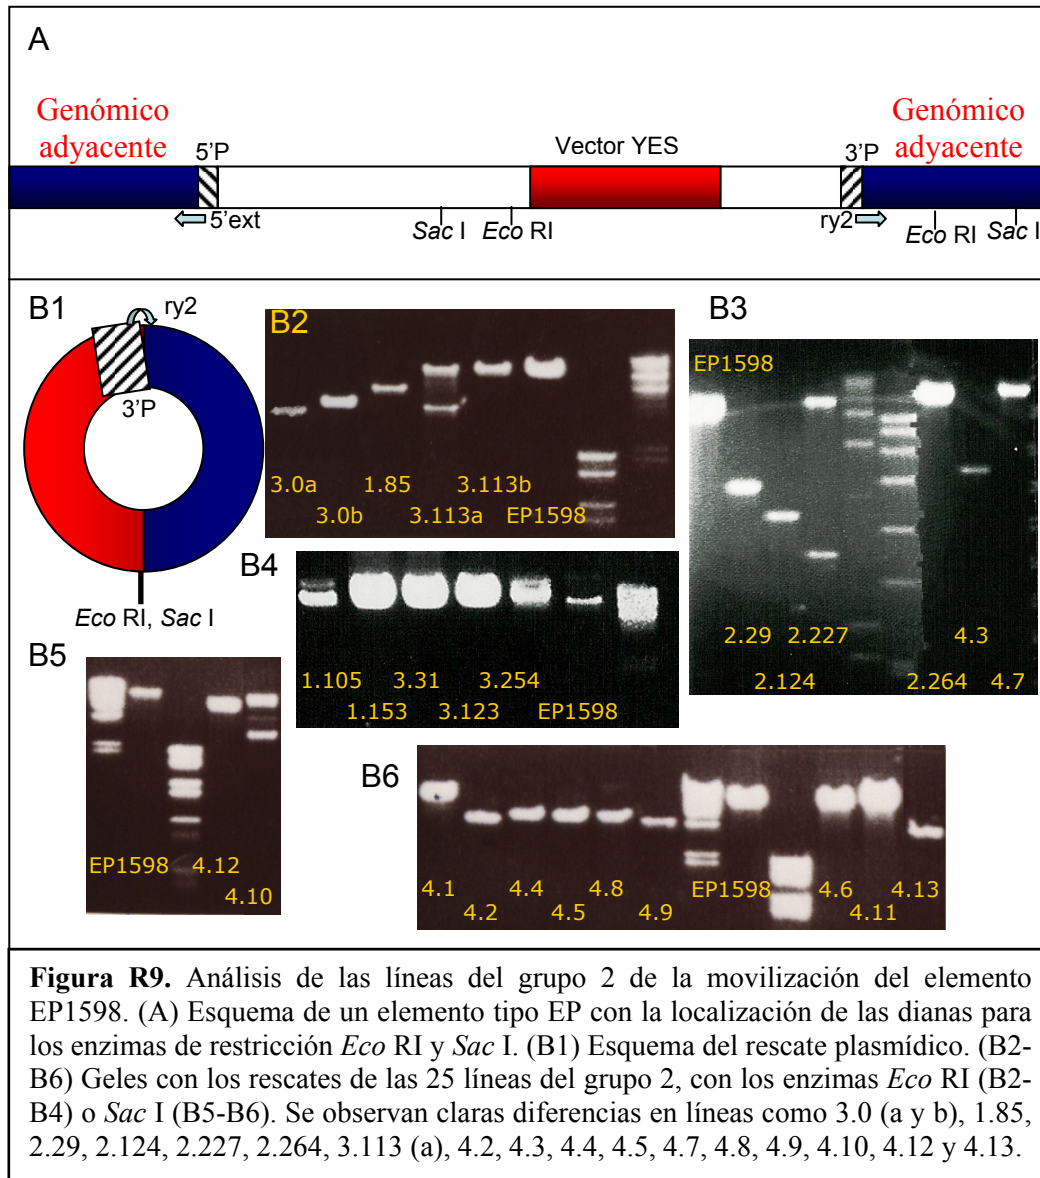 A
Genómico
adyacente
Genómico
adyacente
5'P
Vector YES
3'P
5'ext
Sac I
Eco RI
ry2
Eco RI
Sac I
B1
ry2
3'P
Eco RI, Sac I
B2
3.0a
1.85
3.113b
3.0b
3.113a
EP1598
B3
EP1598
2.29
2.227
4.3
2.124
2.264
4.7
B4
1.105
3.31
3.254
1.153
3.123
EP1598
B5
EP1598
4.12
4.10
B6
4.1
4.4
4.8
EP1598
4.6
4.13
4.2
4.5
4.9
4.11
Figura R9. Análisis de las líneas del grupo 2 de la movilización del elemento
EP1598. (A) Esquema de un elemento tipo EP con la localización de las dianas para
los enzimas de restricción Eco RI y Sac I. (B1) Esquema del rescate plasmídico. (B2-
B6) Geles con los rescates de las 25 líneas del grupo 2, con los enzimas Eco RI (B2-
B4) o Sac I (B5-B6). Se observan claras diferencias en líneas como 3.0 (a y b), 1.85,
2.29, 2.124, 2.227, 2.264, 3.113 (a), 4.2, 4.3, 4.4, 4.5, 4.7, 4.8, 4.9, 4.10, 4.12 y 4.13.